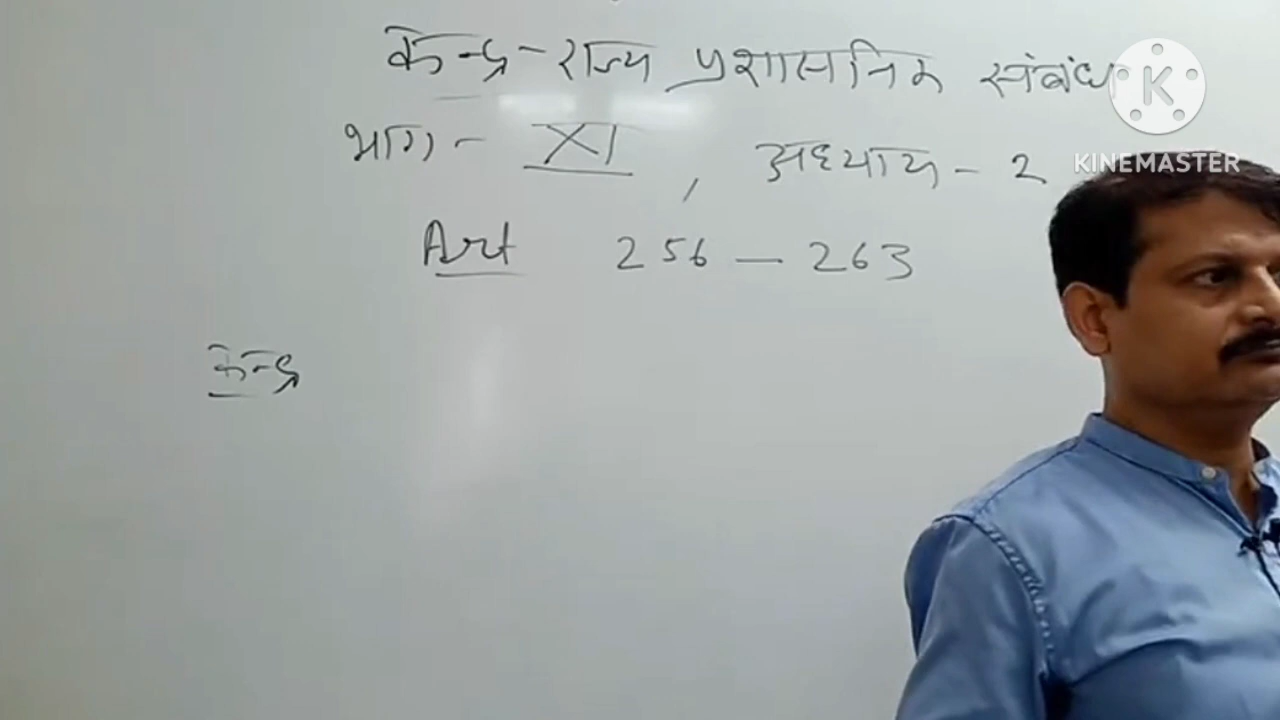 केन्द्र-राज्य प्रशासनिक संबंध
भाग - XI , अध्याय - 2
Art 256 — 263
केन्द्र
K
KINEMASTER